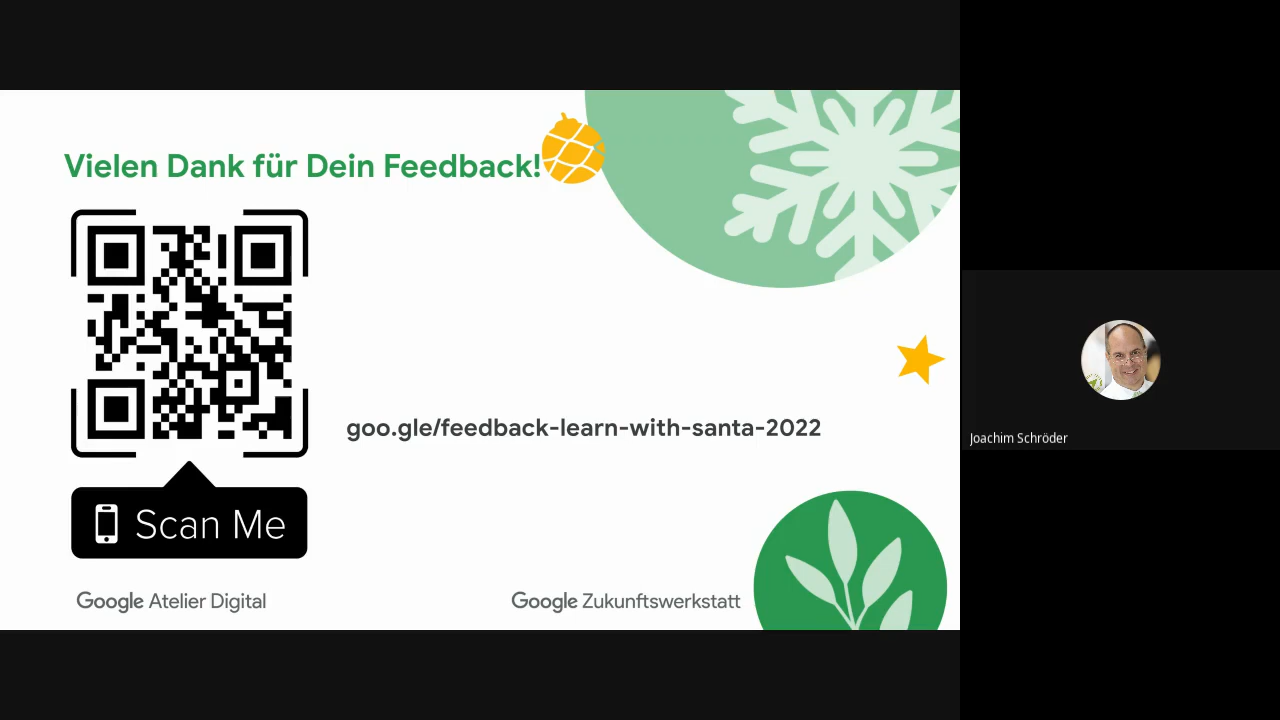 Vielen Dank für Dein Feedback!
goo.gle/feedback-learn-with-santa-2022
Scan Me
Google Atelier Digital
Google Zukunftswerkstatt
Joachim Schröder